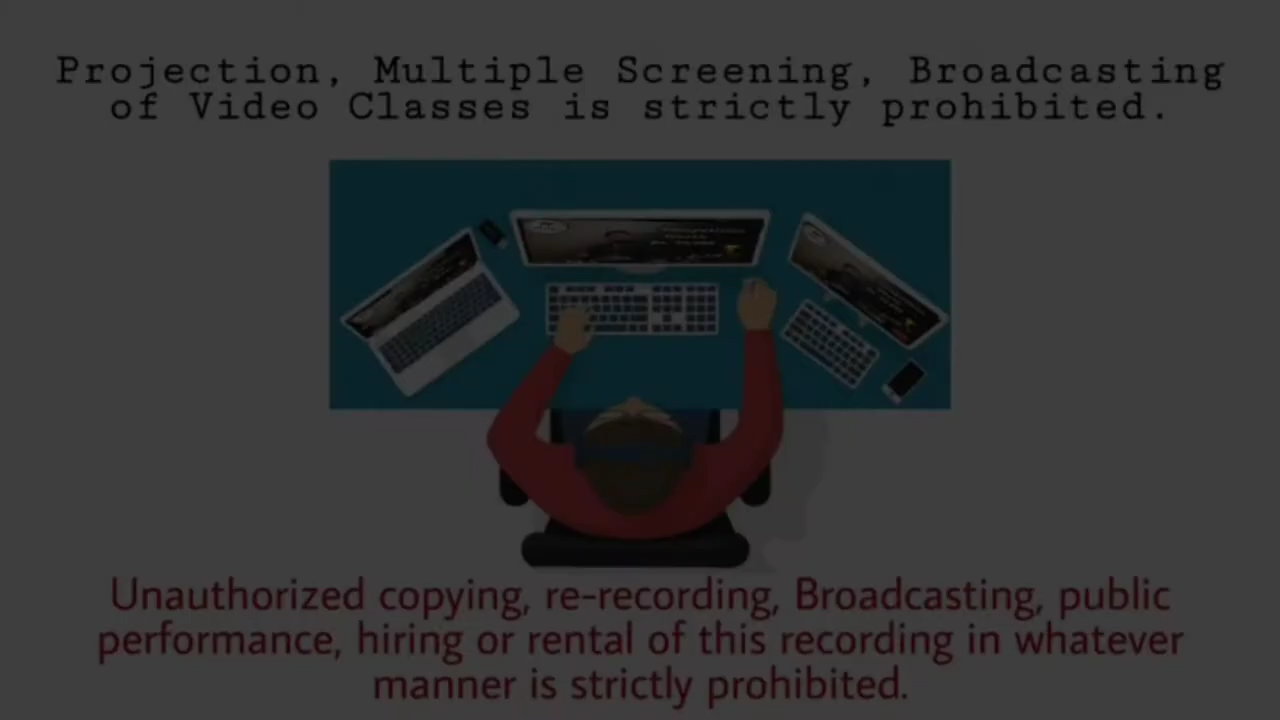 Projection, Multiple Screening, Broadcasting
of Video Classes is strictly prohibited.
Unauthorized copying, re-recording, Broadcasting, public
performance, hiring or rental of this recording in whatever
manner is strictly prohibited.